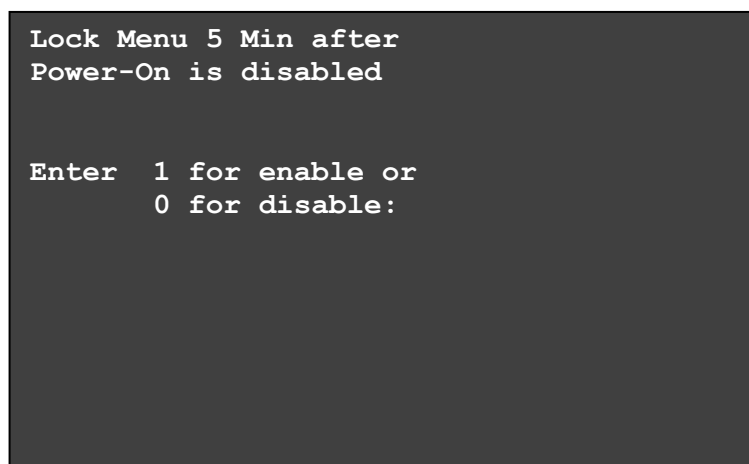 Lock Menu 5 Min after
Power-On is disabled
Enter  1 for enable or
0 for disable: